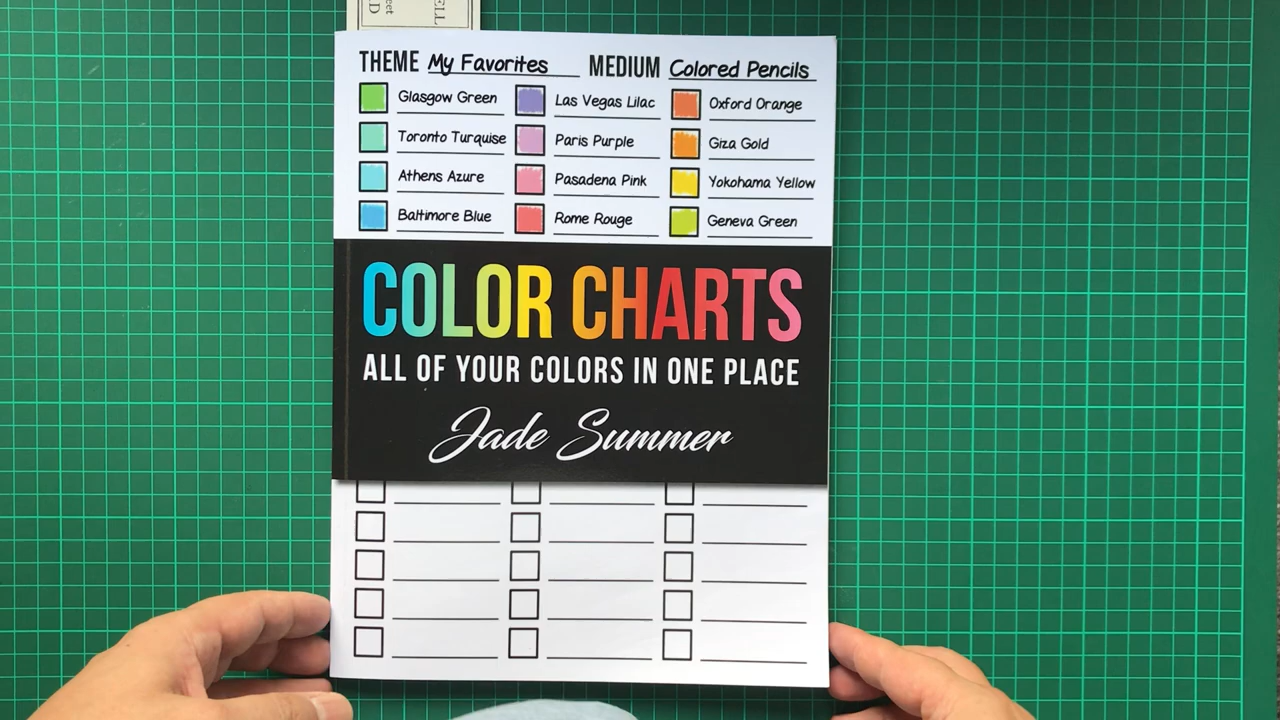 ELL
eet
D
THEME My Favorites MEDIUM Colored Pencils
Glasgow Green Las Vegas Lilac Oxford Orange
Toronto Turquise Paris Purple Giza Gold
Athens Azure Pasadena Pink Yokohama Yellow
Baltimore Blue Rome Rouge Geneva Green
COLOR CHARTS
ALL OF YOUR COLORS IN ONE PLACE
Jade Summer